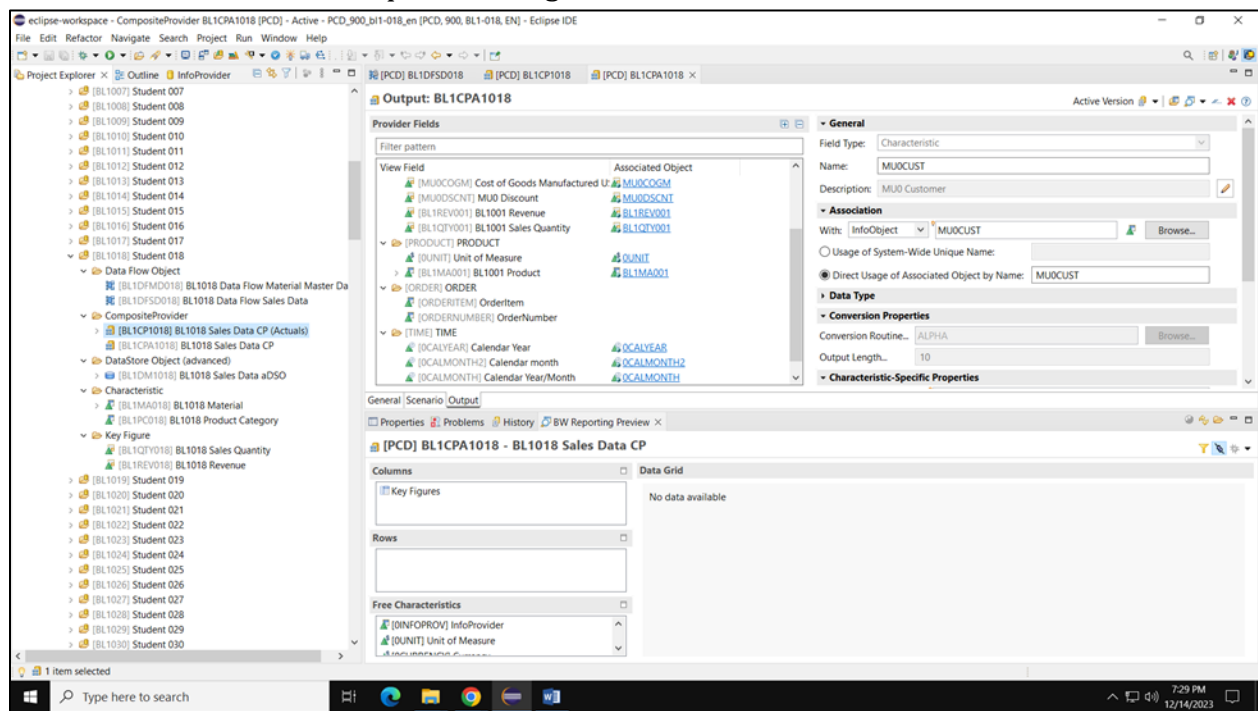 eclipse-workspace - CompositeProvider BL1CPA1018 [PCD] - Active - PCD_900_bl1-018_en [PCD, 900, BL1-018, EN] - Eclipse IDE
File Edit Refactor Navigate Search Project Run Window Help
Project Explorer Outline InfoProvider
[BL1007] Student 007
[BL1008] Student 008
[BL1009] Student 009
[BL1010] Student 010
[BL1011] Student 011
[BL1012] Student 012
[BL1013] Student 013
[BL1014] Student 014
[BL1015] Student 015
[BL1016] Student 016
[BL1017] Student 017
[BL1018] Student 018
Data Flow Object
[BL1DFMD018] BL1018 Data Flow Material Master Da
[BL1DFSD018] BL1018 Data Flow Sales Data
CompositeProvider
[BL1CP1018] BL1018 Sales Data CP (Actuals)
[BL1CPA1018] BL1018 Sales Data CP
DataStore Object (advanced)
[BL1DM1018] BL1018 Sales Data aDSO
Characteristic
[BL1MA018] BL1018 Material
[BL1PC018] BL1018 Product Category
Key Figure
[BL1QTY018] BL1018 Sales Quantity
[BL1REV018] BL1018 Revenue
[BL1019] Student 019
[BL1020] Student 020
[BL1021] Student 021
[BL1022] Student 022
[BL1023] Student 023
[BL1024] Student 024
[BL1025] Student 025
[BL1026] Student 026
[BL1027] Student 027
[BL1028] Student 028
[BL1029] Student 029
[BL1030] Student 030
[PCD] BL1DFSD018 [PCD] BL1CP1018 [PCD] BL1CPA1018
Output: BL1CPA1018
Active Version
Provider Fields
Filter pattern
View Field Associated Object
[MU0COGM] Cost of Goods Manufactured U MU0COGM
[MU0DSCNT] MU0 Discount MU0DSCNT
[BL1REV001] BL1001 Revenue BL1REV001
[BL1QTY001] BL1001 Sales Quantity BL1QTY001
[PRODUCT] PRODUCT
[0UNIT] Unit of Measure 0UNIT
[BL1MA001] BL1001 Product BL1MA001
[ORDER] ORDER
[ORDERITEM] OrderItem
[ORDERNUMBER] OrderNumber
[TIME] TIME
[0CALYEAR] Calendar Year 0CALYEAR
[0CALMONTH2] Calendar month 0CALMONTH2
[0CALMONTH] Calendar Year/Month 0CALMONTH
General
Field Type: Characteristic
Name: MU0CUST
Description: MU0 Customer
Association
With: InfoObject MU0CUST Browse...
Usage of System-Wide Unique Name:
Direct Usage of Associated Object by Name: MU0CUST
Data Type
Conversion Properties
Conversion Routine... ALPHA Browse...
Output Length... 10
Characteristic-Specific Properties
General Scenario Output
Properties Problems History BW Reporting Preview
[PCD] BL1CPA1018 - BL1018 Sales Data CP
Columns
Key Figures
Rows
Free Characteristics
[0INFOPROV] InfoProvider
[0UNIT] Unit of Measure
Data Grid
No data available
1 item selected
Type here to search
7:29 PM
12/14/2023